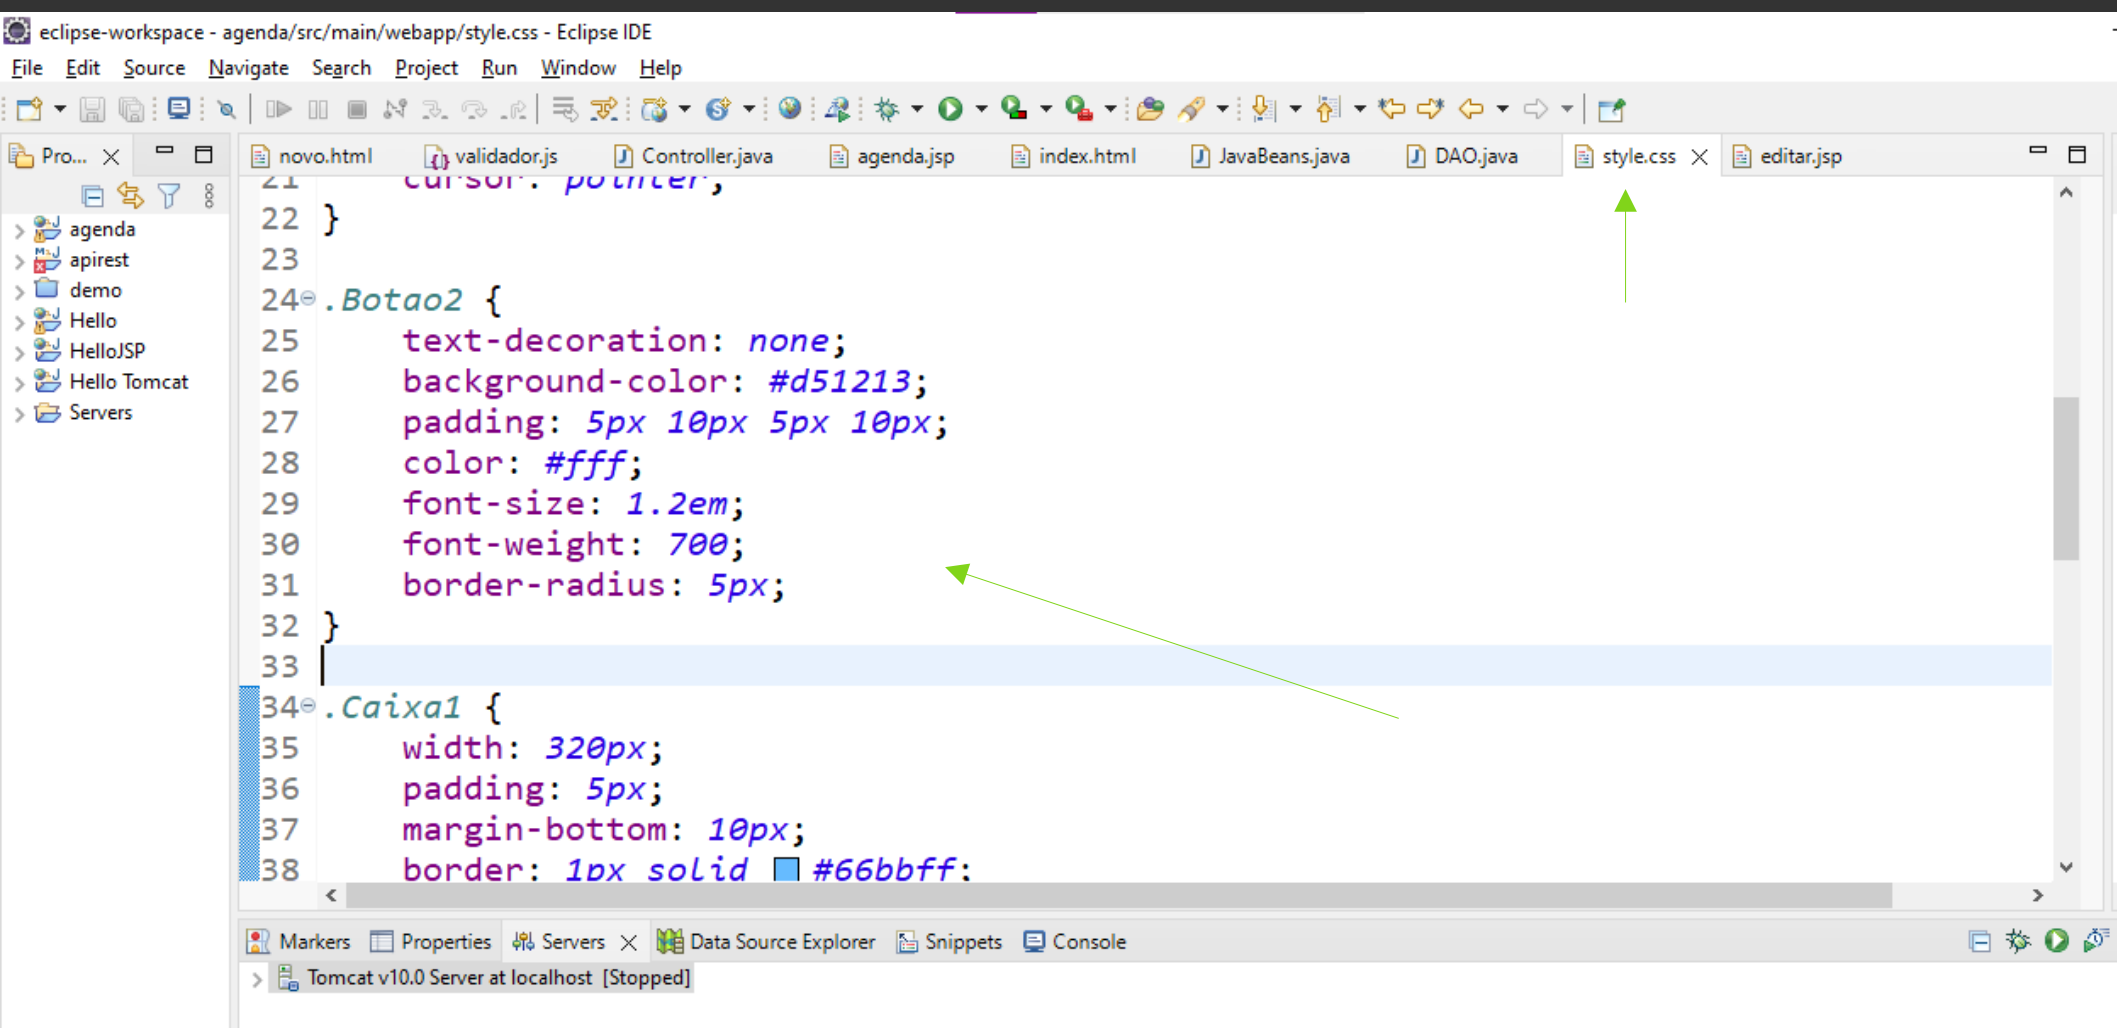 eclipse-workspace - agenda/src/main/webapp/style.css - Eclipse IDE
File Edit Source Navigate Search Project Run Window Help
Pro...
novo.html validador.js Controller.java agenda.jsp index.html JavaBeans.java DAO.java style.css editar.jsp
agenda
apirest
demo
Hello
HelloJSP
Hello Tomcat
Servers
21 cursor: pointer;
22 }
23
24 .Botao2 {
25 text-decoration: none;
26 background-color: #d51213;
27 padding: 5px 10px 5px 10px;
28 color: #fff;
29 font-size: 1.2em;
30 font-weight: 700;
31 border-radius: 5px;
32 }
33
34 .Caixa1 {
35 width: 320px;
36 padding: 5px;
37 margin-bottom: 10px;
38 border: 1px solid #66bbff;
Markers Properties Servers Data Source Explorer Snippets Console
Tomcat v10.0 Server at localhost [Stopped]